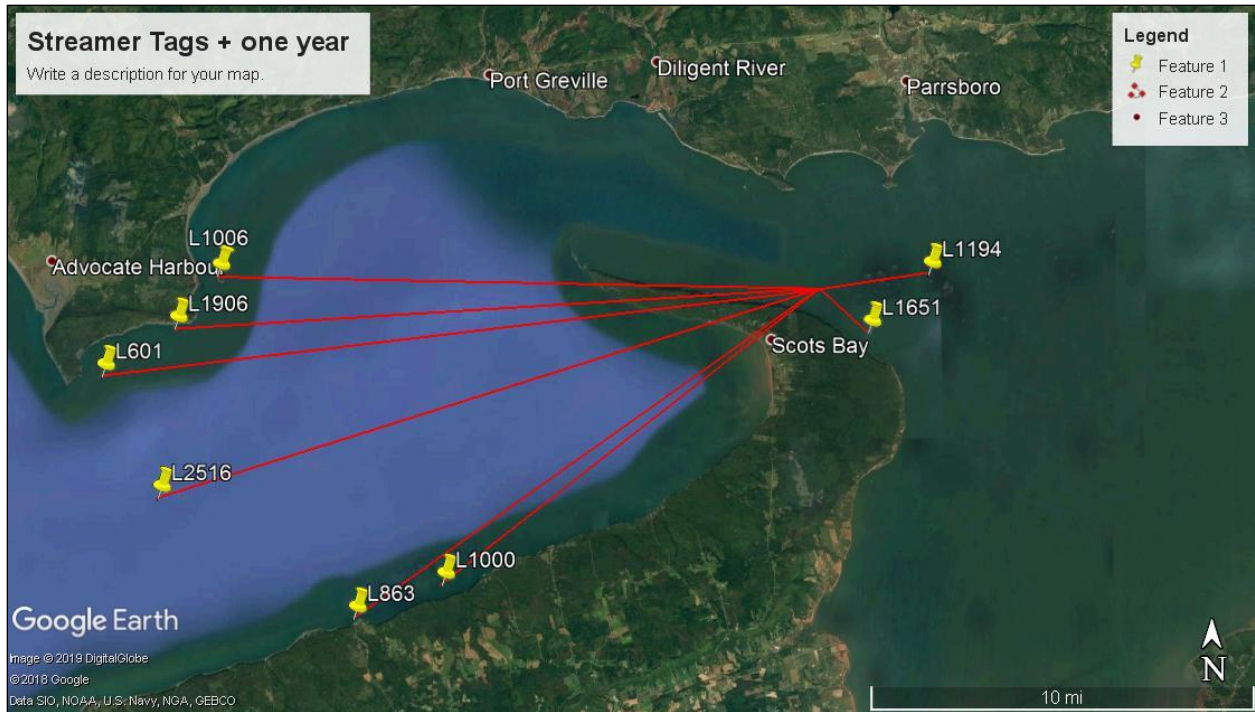 Streamer Tags + one year
Write a description for your map.
Legend
Feature 1
Feature 2
Feature 3
Port Greville
Diligent River
Parrsboro
L1006
Advocate Harbour
L1194
L1906
L1651
L601
Scots Bay
L2516
L1000
L863
Google Earth
Image © 2019 DigitalGlobe
© 2018 Google
Data SIO, NOAA, U.S. Navy, NGA, GEBCO
N
10 mi